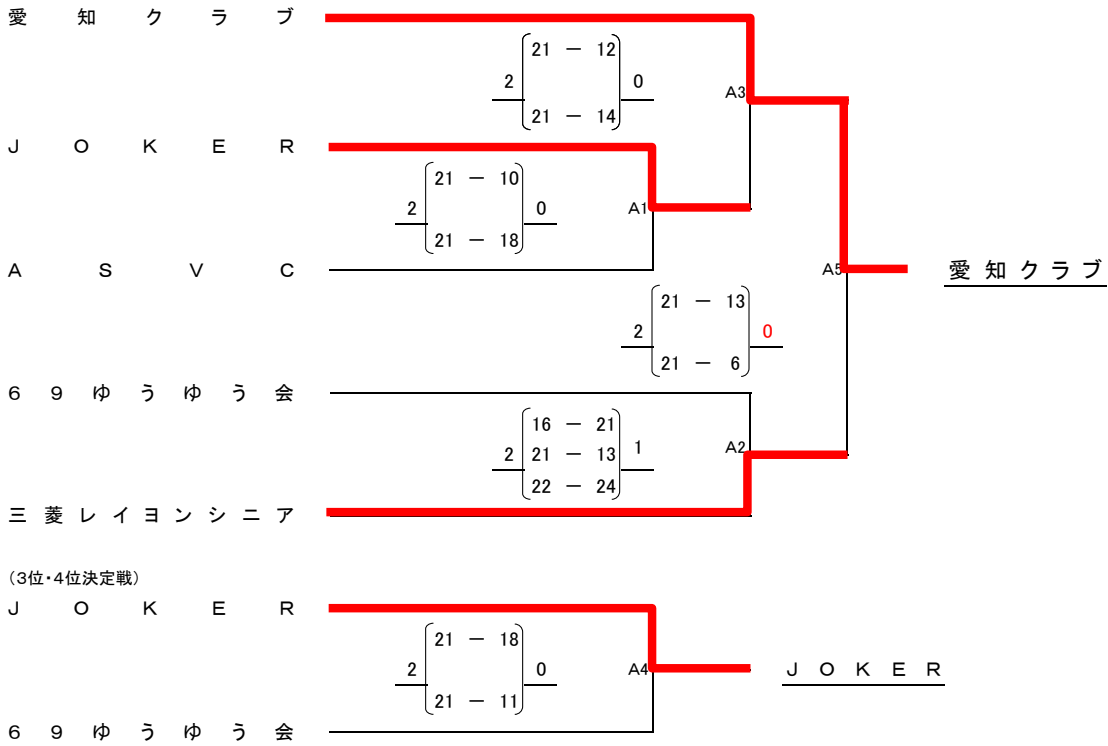 愛知クラブ
21 － 12
2 0
A3
21 － 14
ＪＯＫＥＲ
21 － 10
2 0
A1
21 － 18
ＡＳＶＣ
A5
愛知クラブ
21 － 13
2 0
21 － 6
６９ゆうゆう会
16 － 21
2 21 － 13 1
A2
22 － 24
三菱レイヨンシニア
(3位・4位決定戦)
ＪＯＫＥＲ
21 － 18
2 0
A4
ＪＯＫＥＲ
21 － 11
６９ゆうゆう会